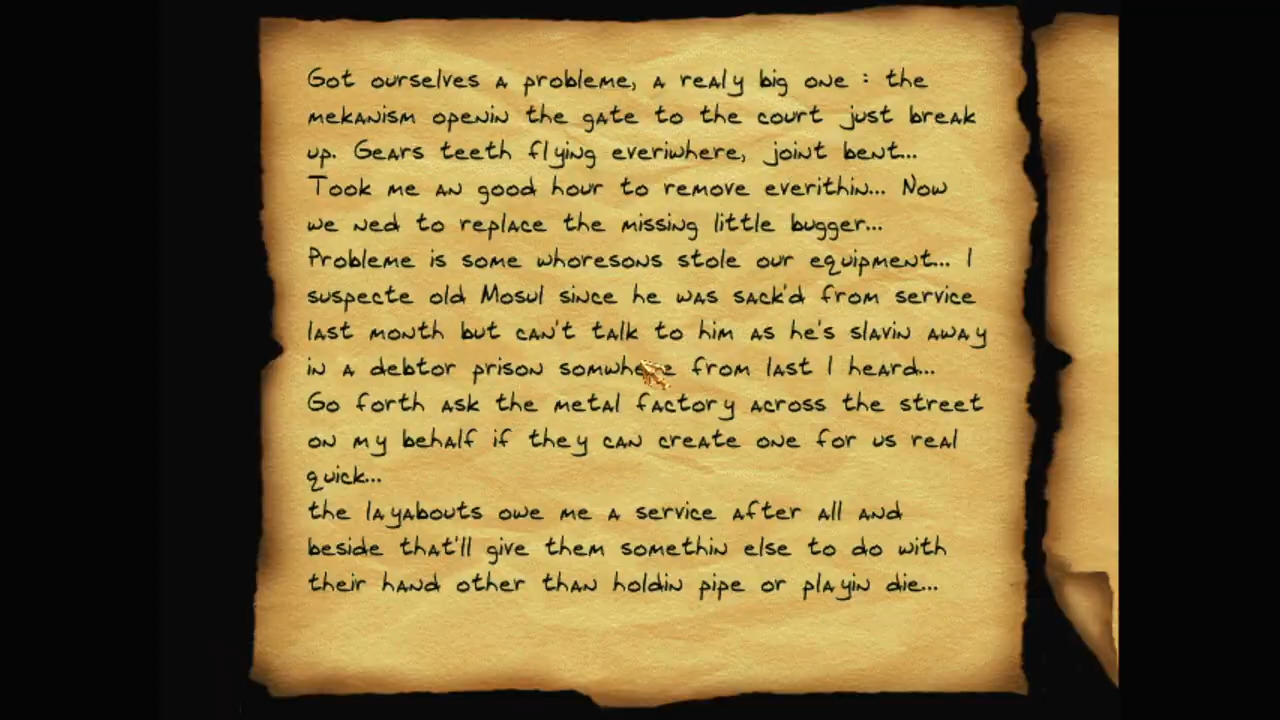 Got ourselves a probleme, a realy big one : the
mekanism openin the gate to the court just break
up. Gears teeth flying everiwhere, joint bent...
Took me an good hour to remove everithin... Now
we ned to replace the missing little bugger...
Probleme is some whoresons stole our equipment... I
suspecte old Mosul since he was sack'd from service
last month but can't talk to him as he's slavin away
in a debtor prison somwhere from last I heard...
Go forth ask the metal factory across the street
on my behalf if they can create one for us real
quick...
the layabouts owe me a service after all and
beside that'll give them somethin else to do with
their hand other than holdin pipe or playin die...